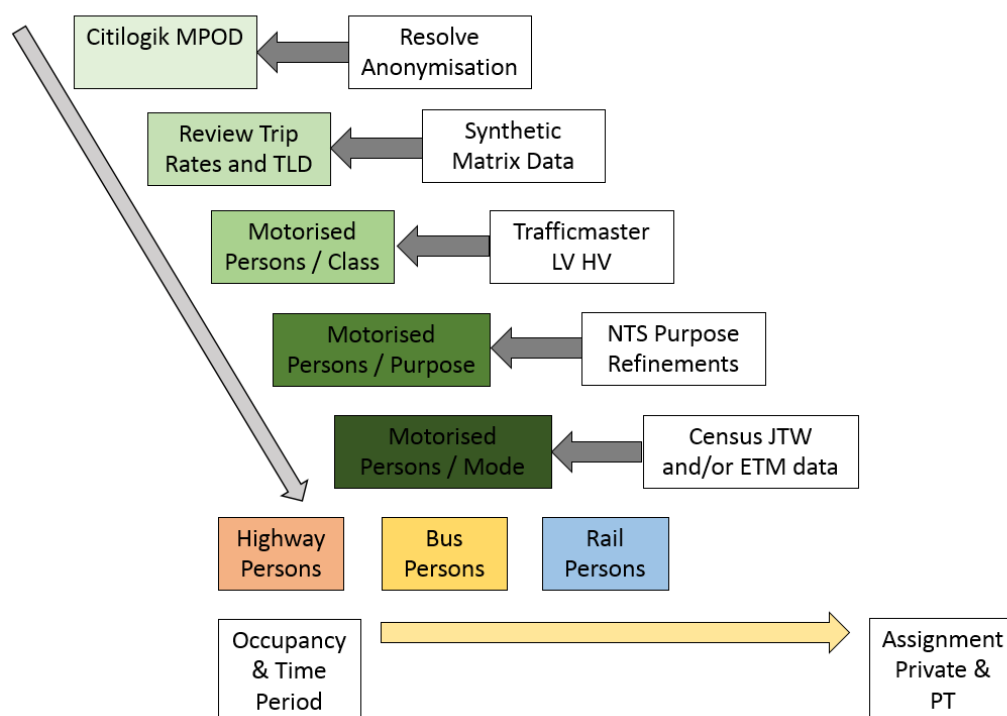 Citilogik MPOD
Resolve
Anonymisation
Review Trip
Rates and TLD
Synthetic
Matrix Data
Motorised
Persons / Class
Trafficmaster
LV HV
Motorised
Persons / Purpose
NTS Purpose
Refinements
Motorised
Persons / Mode
Census JTW
and/or ETM data
Highway
Persons
Bus
Persons
Rail
Persons
Occupancy
& Time
Period
Assignment
Private &
PT